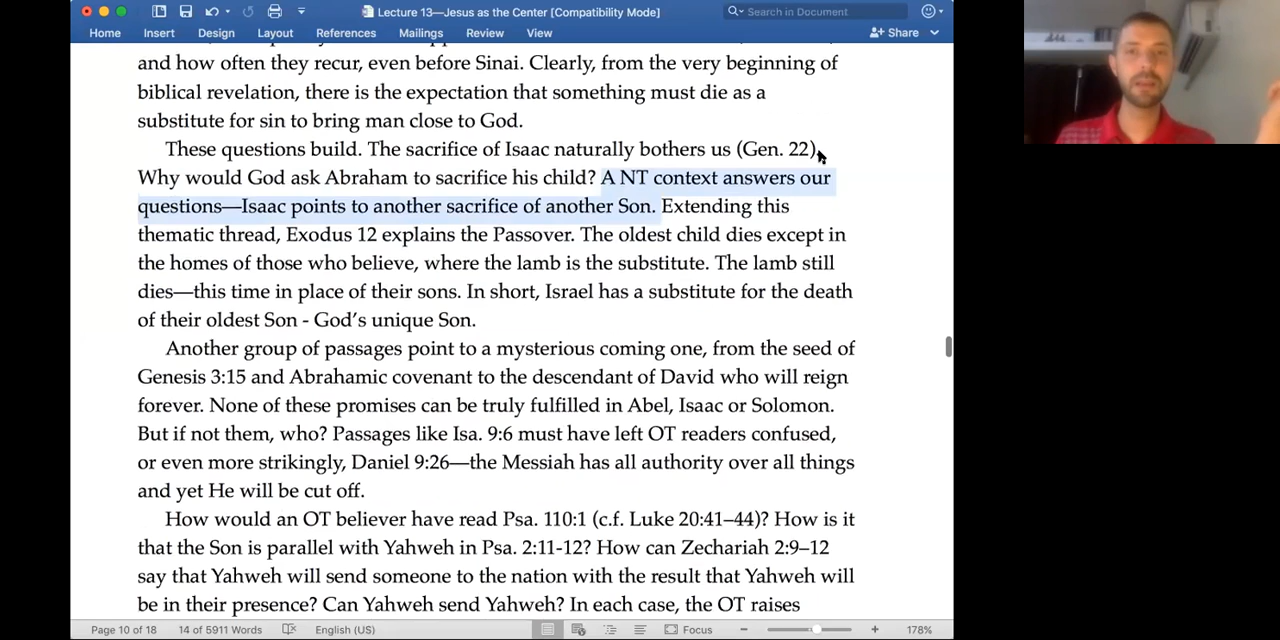 Lecture 13—Jesus as the Center [Compatibility Mode]
Search in Document
Home Insert Design Layout References Mailings Review View Share
and how often they recur, even before Sinai. Clearly, from the very beginning of
biblical revelation, there is the expectation that something must die as a
substitute for sin to bring man close to God.
These questions build. The sacrifice of Isaac naturally bothers us (Gen. 22).
Why would God ask Abraham to sacrifice his child? A NT context answers our
questions—Isaac points to another sacrifice of another Son. Extending this
thematic thread, Exodus 12 explains the Passover. The oldest child dies except in
the homes of those who believe, where the lamb is the substitute. The lamb still
dies—this time in place of their sons. In short, Israel has a substitute for the death
of their oldest Son - God's unique Son.
Another group of passages point to a mysterious coming one, from the seed of
Genesis 3:15 and Abrahamic covenant to the descendant of David who will reign
forever. None of these promises can be truly fulfilled in Abel, Isaac or Solomon.
But if not them, who? Passages like Isa. 9:6 must have left OT readers confused,
or even more strikingly, Daniel 9:26—the Messiah has all authority over all things
and yet He will be cut off.
How would an OT believer have read Psa. 110:1 (c.f. Luke 20:41–44)? How is it
that the Son is parallel with Yahweh in Psa. 2:11-12? How can Zechariah 2:9–12
say that Yahweh will send someone to the nation with the result that Yahweh will
be in their presence? Can Yahweh send Yahweh? In each case, the OT raises
Page 10 of 18 14 of 5911 Words English (US) Focus 178%